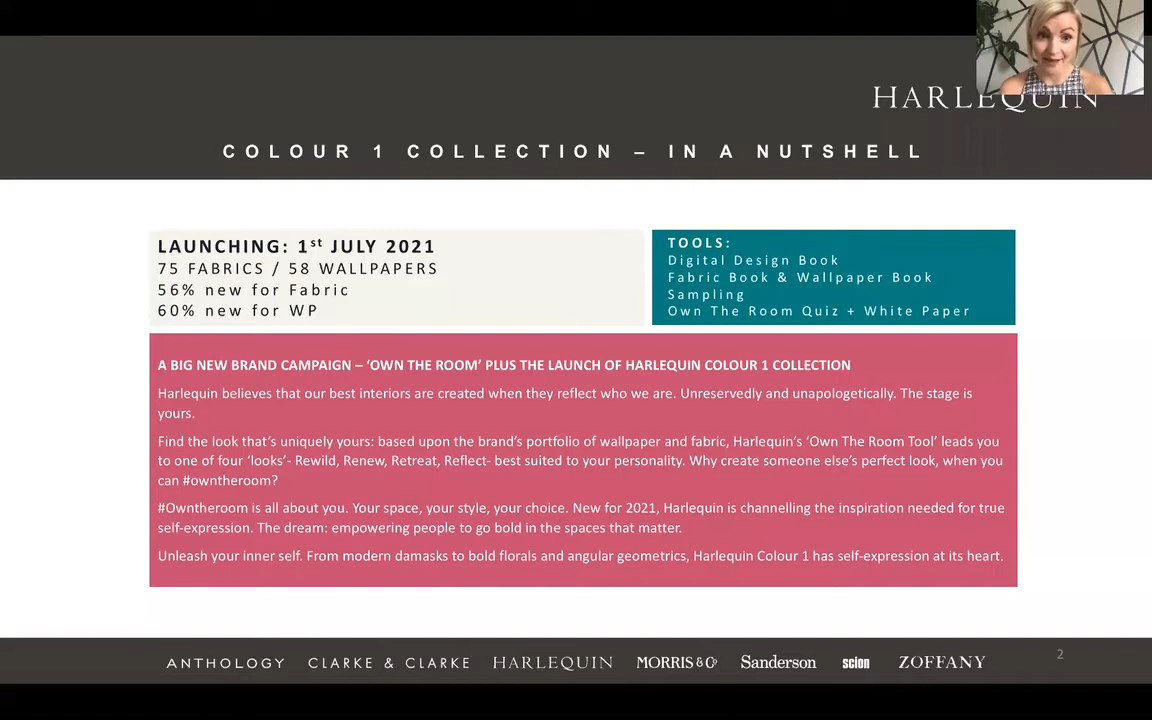 HARLEQUIN
COLOUR 1 COLLECTION – IN A NUTSHELL
LAUNCHING: 1st JULY 2021
75 FABRICS / 58 WALLPAPERS
56% new for Fabric
60% new for WP
TOOLS:
Digital Design Book
Fabric Book & Wallpaper Book
Sampling
Own The Room Quiz + White Paper
A BIG NEW BRAND CAMPAIGN – ‘OWN THE ROOM’ PLUS THE LAUNCH OF HARLEQUIN COLOUR 1 COLLECTION
Harlequin believes that our best interiors are created when they reflect who we are. Unreservedly and unapologetically. The stage is
yours.
Find the look that’s uniquely yours: based upon the brand’s portfolio of wallpaper and fabric, Harlequin’s ‘Own The Room Tool’ leads you
to one of four ‘looks’- Rewild, Renew, Retreat, Reflect- best suited to your personality. Why create someone else’s perfect look, when you
can #owntheroom?
#Owntheroom is all about you. Your space, your style, your choice. New for 2021, Harlequin is channelling the inspiration needed for true
self-expression. The dream: empowering people to go bold in the spaces that matter.
Unleash your inner self. From modern damasks to bold florals and angular geometrics, Harlequin Colour 1 has self-expression at its heart.
ANTHOLOGY CLARKE & CLARKE HARLEQUIN MORRIS & Co Sanderson scion ZOFFANY
2